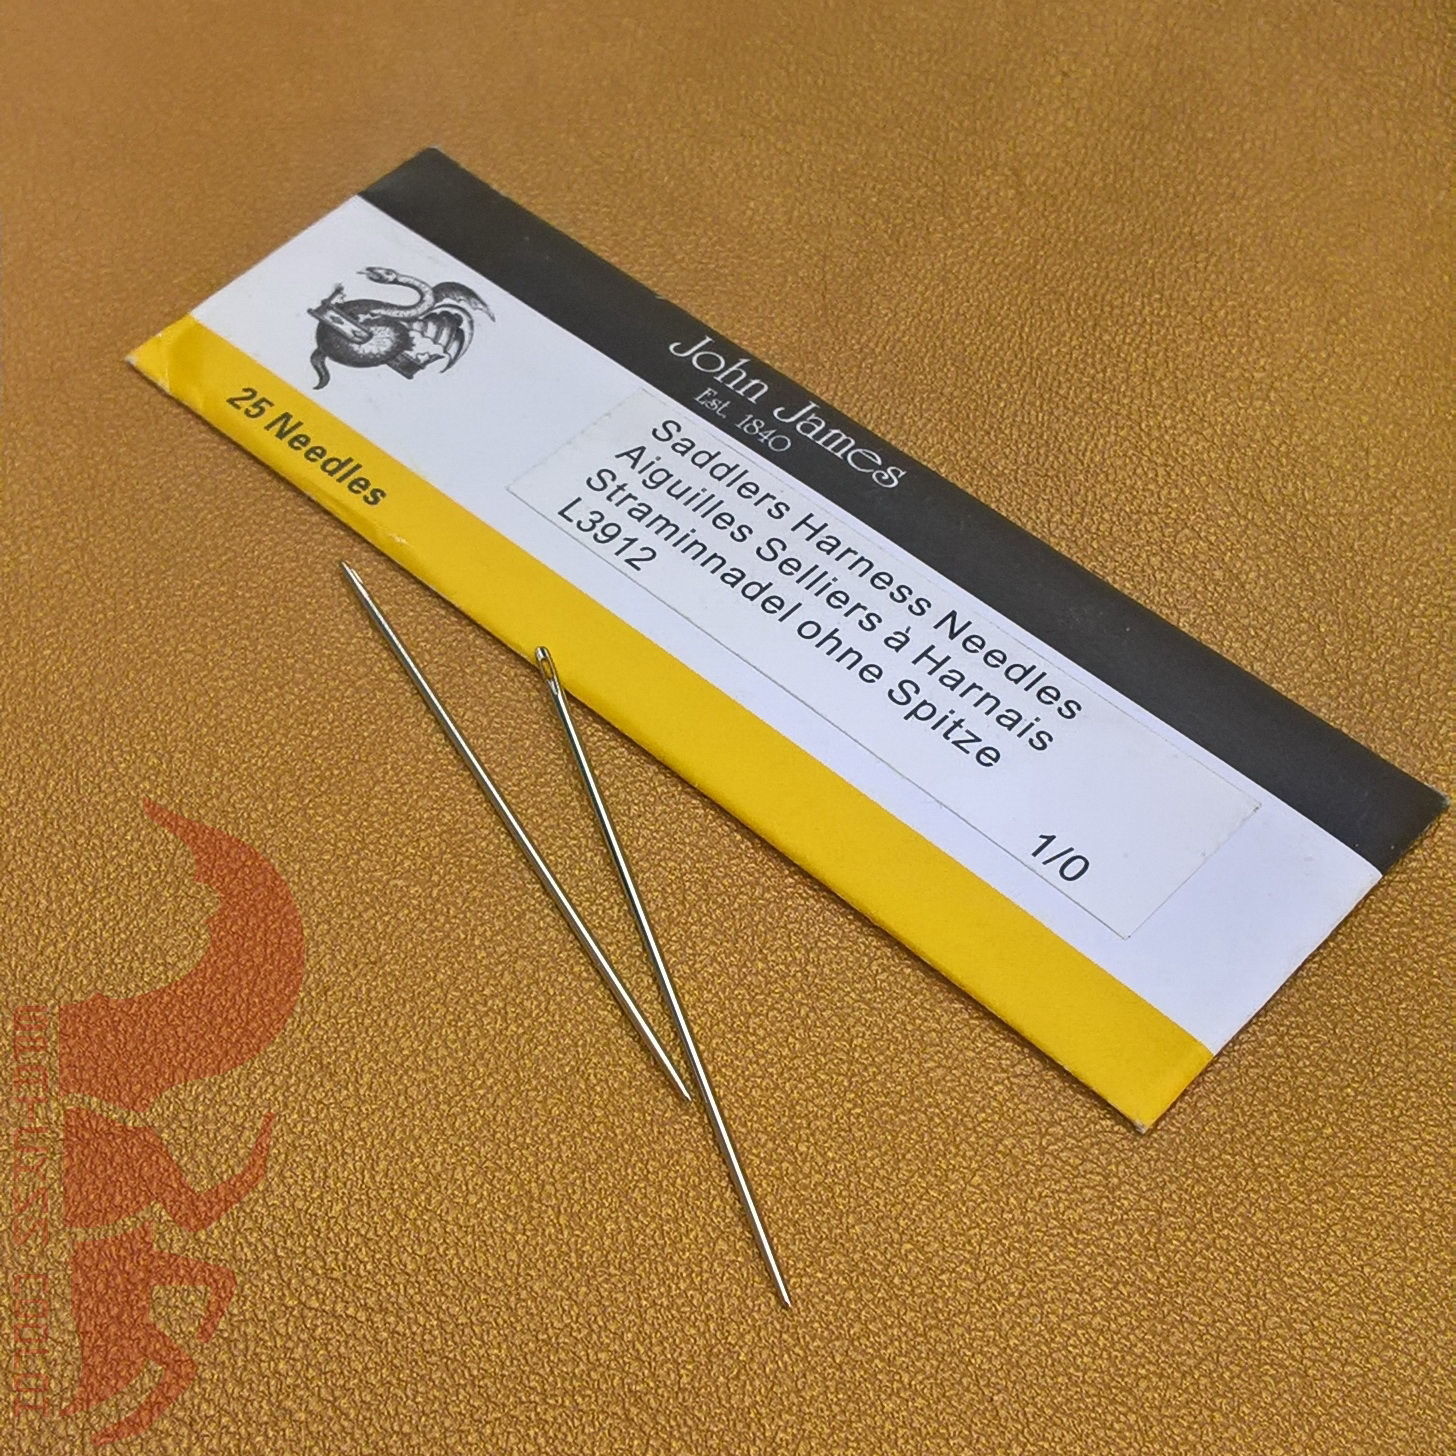 John James
Est. 1840
Saddlers Harness Needles
Aiguilles Selliers à Harnais
Straminnadel ohne Spitze
L3912
1/0
25 Needles